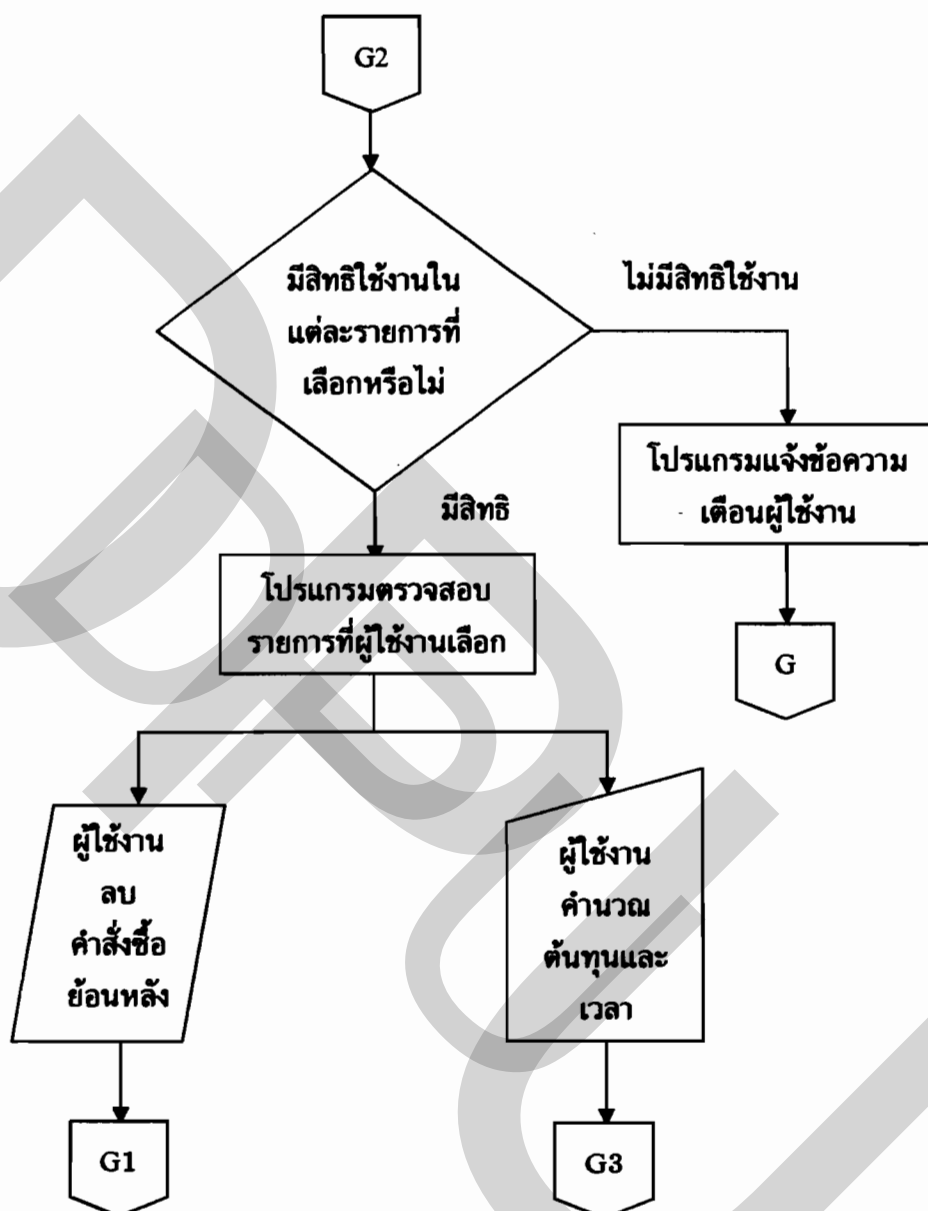 G2
มีสิทธิใช้งานใน
แต่ละรายการที่
เลือกหรือไม่
ไม่มีสิทธิใช้งาน
โปรแกรมแจ้งข้อความ
เตือนผู้ใช้งาน
G
มีสิทธิ
โปรแกรมตรวจสอบ
รายการที่ผู้ใช้งานเลือก
ผู้ใช้งาน
ลบ
คำสั่งซื้อ
ย้อนหลัง
G1
ผู้ใช้งาน
คำนวณ
ต้นทุนและ
เวลา
G3